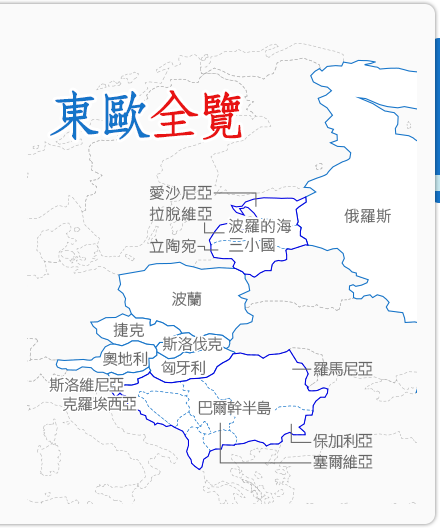 東歐全覽
愛沙尼亞
拉脫維亞
波羅的海
三小國
立陶宛
俄羅斯
波蘭
捷克
斯洛伐克
奧地利
匈牙利
羅馬尼亞
斯洛維尼亞
克羅埃西亞
巴爾幹半島
保加利亞
塞爾維亞